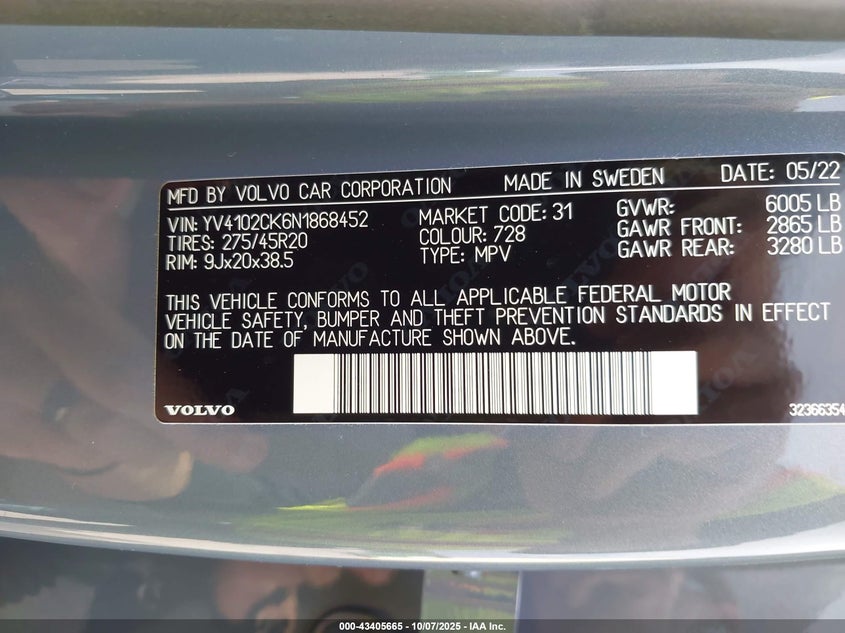 MFD BY VOLVO CAR CORPORATION MADE IN SWEDEN DATE: 05/22
VIN: YV4102CK6N1868452 MARKET CODE: 31 GVWR: 6005 LB
TIRES: 275/45R20 COLOUR: 728 GAWR FRONT: 2865 LB
RIM: 9Jx20x38.5 TYPE: MPV GAWR REAR: 3280 LB
THIS VEHICLE CONFORMS TO ALL APPLICABLE FEDERAL MOTOR
VEHICLE SAFETY, BUMPER AND THEFT PREVENTION STANDARDS IN EFFECT
ON THE DATE OF MANUFACTURE SHOWN ABOVE.
VOLVO 32366354
000-43405665 - 10/07/2025 - IAA Inc.